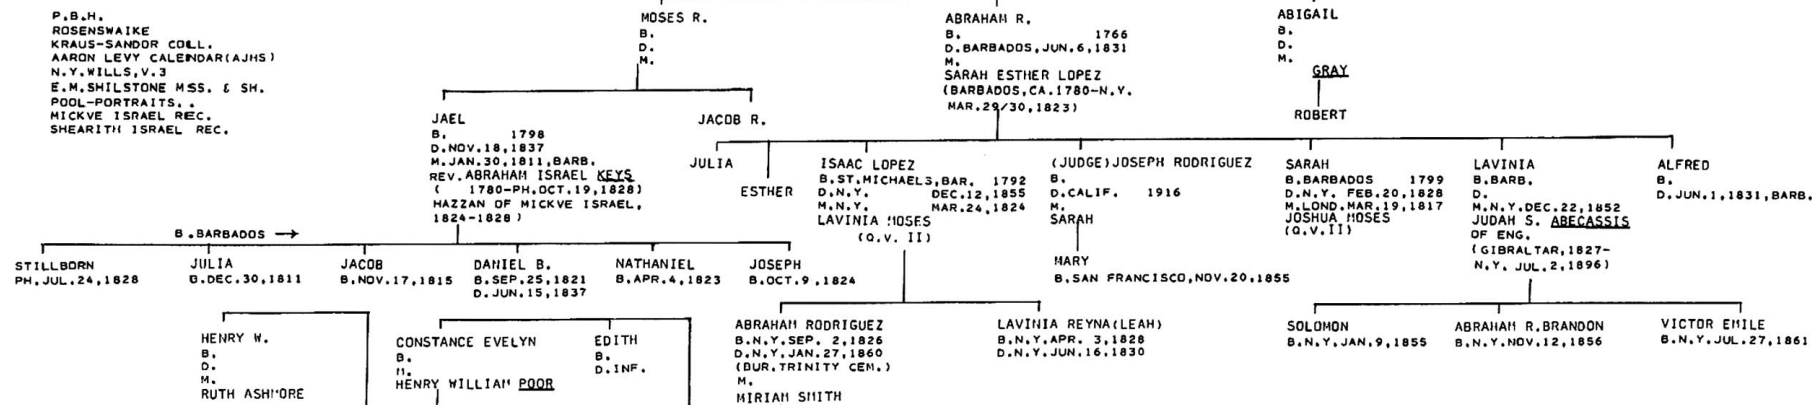 P.B.H.
ROSENSWAIKE
KRAUS-SANDOR COLL.
AARON LEVY CALENDAR(AJHS)
N.Y.WILLS,V.3
E.M.SHILSTONE MSS. & SH.
POOL-PORTRAITS..
MICKVE ISRAEL REC.
SHEARITH ISRAEL REC.
MOSES R.
B.
D.
M.
ABRAHAM R.
B. 1766
D.BARBADOS,JUN.6,1831
M.
SARAH ESTHER LOPEZ
(BARBADOS,CA.1780-N.Y.
MAR.29/30,1823)
ABIGAIL
B.
D.
M.
GRAY
ROBERT
JAEL
B. 1798
D.NOV.18,1837
M.JAN.30,1811,BARB.
REV.ABRAHAM ISRAEL KEYS
( 1780-PH.OCT.19,1828)
HAZZAN OF MICKVE ISRAEL,
1824-1828)
JACOB R.
JULIA
ESTHER
ISAAC LOPEZ
B.ST.MICHAELS,BAR. 1792
D.N.Y. DEC.12,1855
M.N.Y. MAR.24,1824
LAVINIA MOSES
(Q.V. II)
(JUDGE)JOSEPH RODRIGUEZ
B.
D.CALIF. 1916
M.
SARAH
MARY
B.SAN FRANCISCO,NOV.20,1855
SARAH
B.BARBADOS 1799
D.N.Y. FEB.20,1828
M.LOND.MAR.19,1817
JOSHUA MOSES
(Q.V.II)
LAVINIA
B.BARB.
D.
M.N.Y.DEC.22,1852
JUDAH S. ABECASSIS
OF ENG.
(GIBRALTAR,1827-
N.Y. JUL.2,1896)
ALFRED
B.
D.JUN.1,1831,BARB.
B.BARBADOS →
STILLBORN
PH.JUL.24,1828
JULIA
B.DEC.30,1811
JACOB
B.NOV.17,1815
DANIEL B.
B.SEP.25,1821
D.JUN.15,1837
NATHANIEL
B.APR.4,1823
JOSEPH
B.OCT.9,1824
HENRY W.
B.
D.
M.
RUTH ASHMORE
CONSTANCE EVELYN
B.
M.
HENRY WILLIAM POOR
EDITH
B.
D.INF.
ABRAHAM RODRIGUEZ
B.N.Y.SEP. 2,1826
D.N.Y.JAN.27,1860
(BUR.TRINITY CEM.)
M.
MIRIAM SMITH
LAVINIA REYNA(LEAH)
B.N.Y.APR. 3,1828
D.N.Y.JUN.16,1830
SOLOMON
B.N.Y.JAN.9,1855
ABRAHAM R.BRANDON
B.N.Y.NOV.12,1856
VICTOR EMILE
B.N.Y.JUL.27,1861